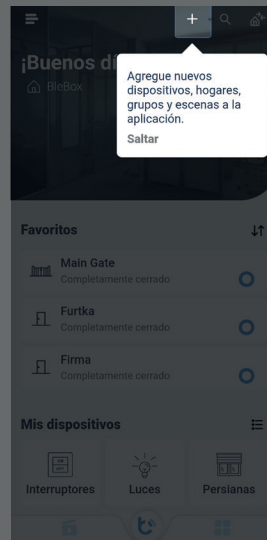 ¡Buenos dí
BleBox
Agregue nuevos
dispositivos, hogares,
grupos y escenas a la
aplicación.
Saltar
Favoritos
Main Gate
Completamente cerrado
Furtka
Completamente cerrado
Firma
Completamente cerrado
Mis dispositivos
Interruptores
Luces
Persianas